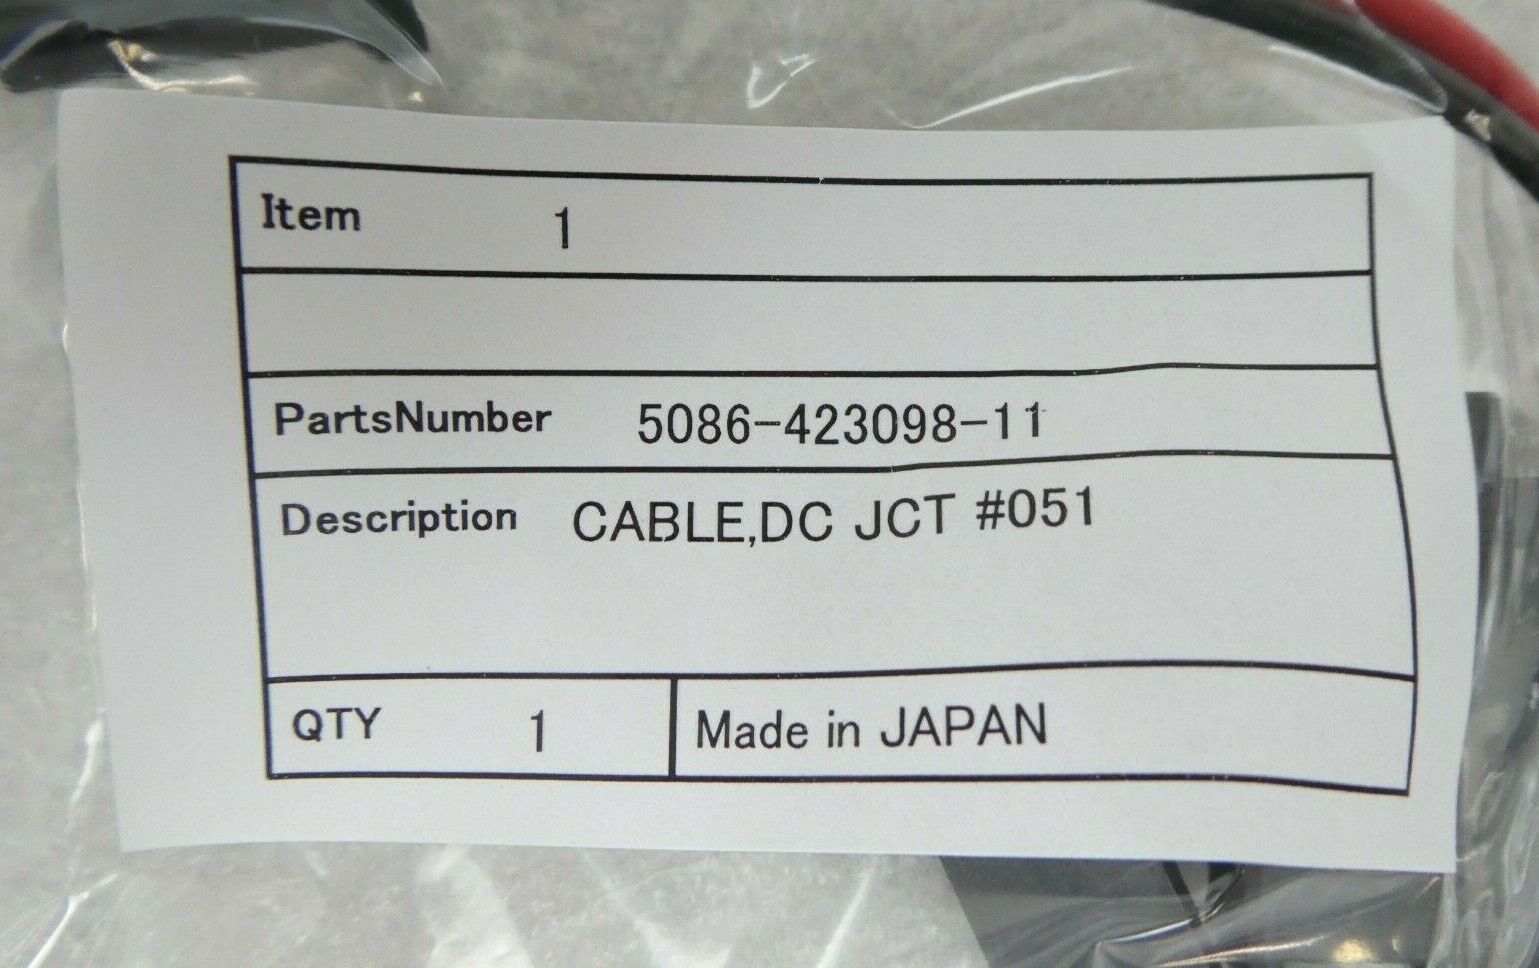 Item 1
PartsNumber 5086-423098-11
Description CABLE,DC JCT #051
QTY 1 Made in JAPAN